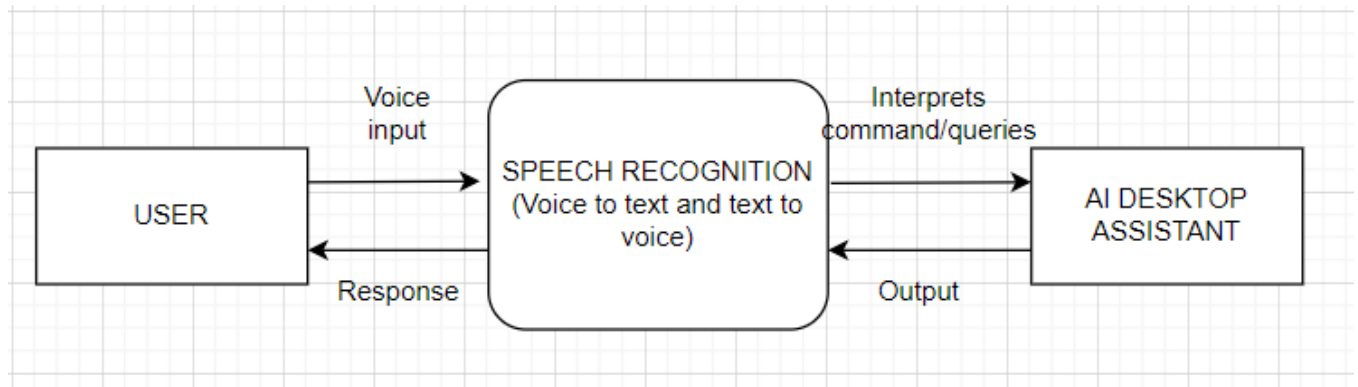 Voice
input
Interprets
command/queries
USER
SPEECH RECOGNITION
(Voice to text and text to
voice)
AI DESKTOP
ASSISTANT
Response
Output